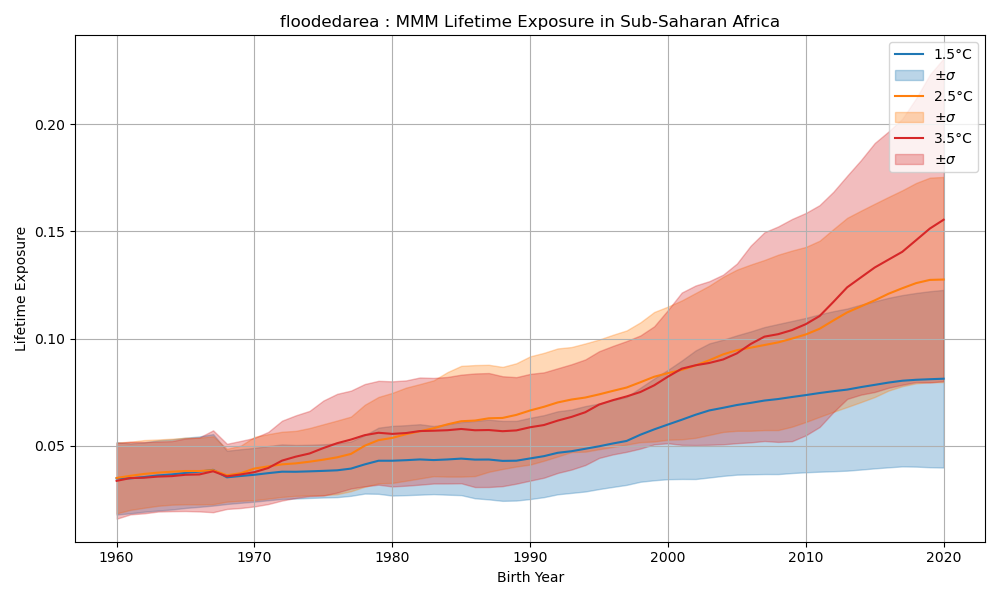 floodedarea : MMM Lifetime Exposure in Sub-Saharan Africa
1.5°C
±σ
2.5°C
±σ
3.5°C
±σ
0.20
0.15
0.10
0.05
Lifetime Exposure
1960 1970 1980 1990 2000 2010 2020
Birth Year